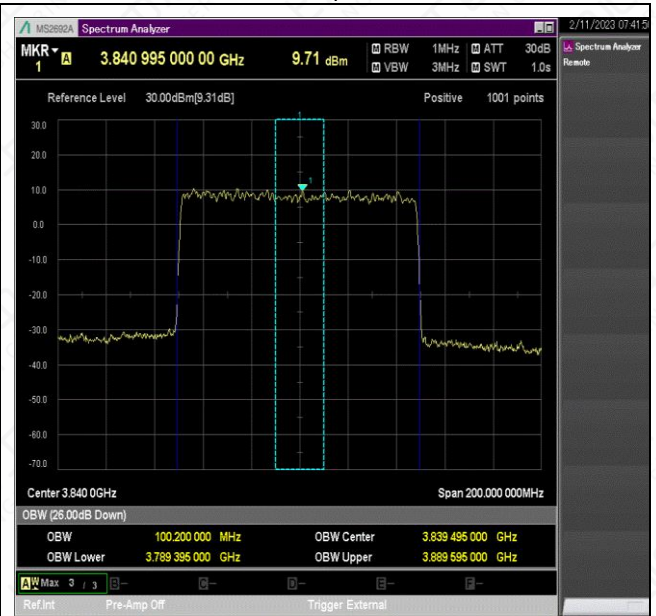 MS2692A Spectrum Analyzer
2/11/2023 07:41:5
MKR A 3.840 995 000 00 GHz 9.71 dBm M RBW 1MHz M ATT 30dB
1 M VBW 3MHz M SWT 1.0s
Spectrum Analyzer
Remote
Reference Level 30.00dBm[9.31dB] Positive 1001 points
1
30.0
20.0
1
10.0
0.0
-10.0
-20.0
-30.0
-40.0
-50.0
-60.0
-70.0
Center 3.840 0GHz Span 200.000 000MHz
OBW (26.00dB Down)
OBW 100.200 000 MHz OBW Center 3.839 495 000 GHz
OBW Lower 3.789 395 000 GHz OBW Upper 3.889 595 000 GHz
A W Max 3 / 3 B- C- D- E- F-
Ref.Int Pre-Amp Off Trigger External